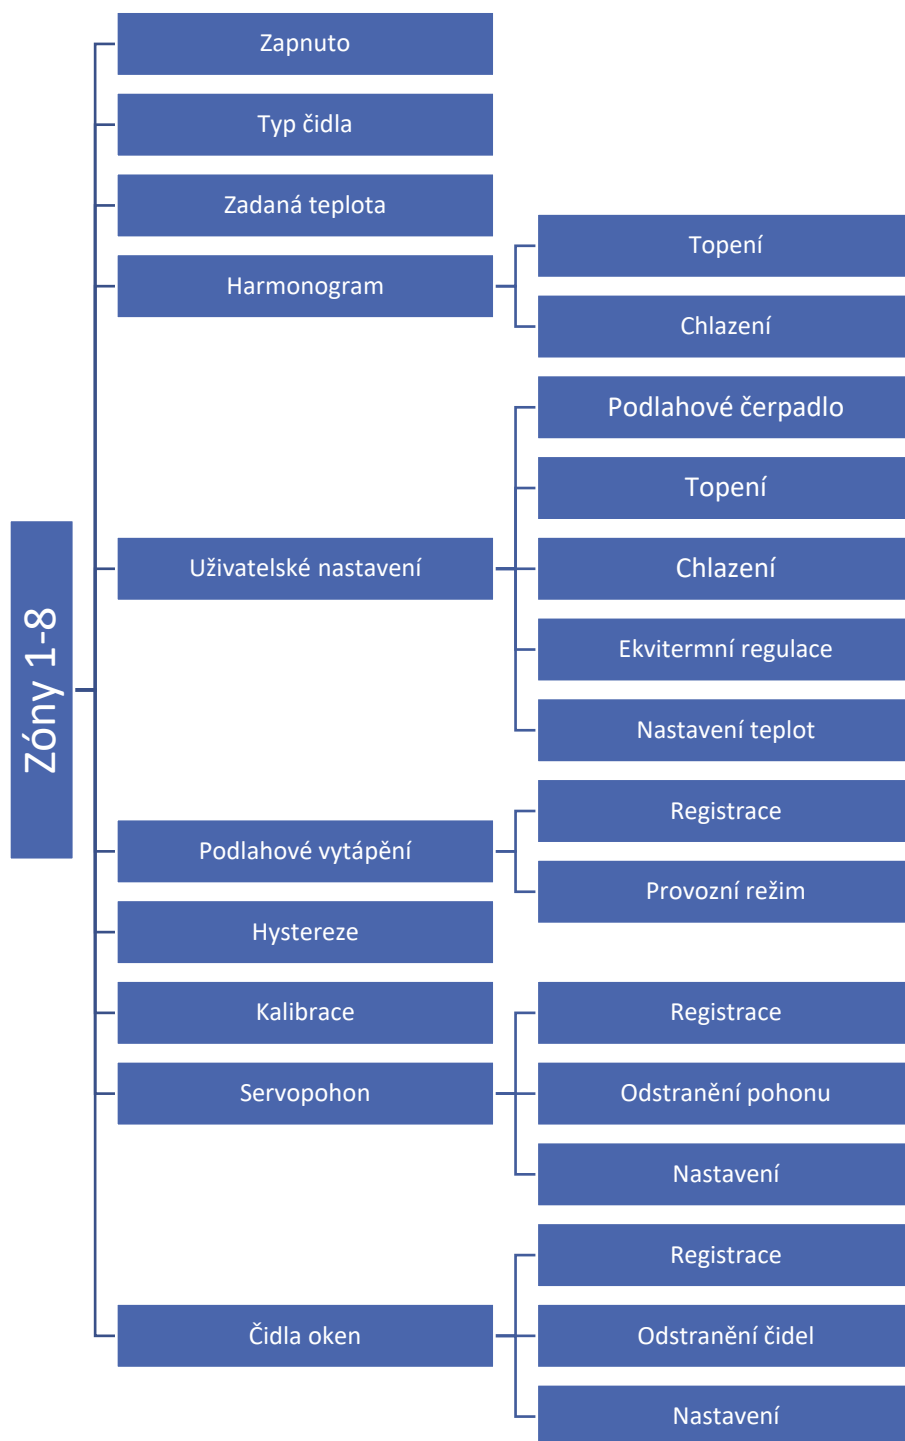 Zóny 1-8
Zapnuto
Typ čidla
Zadaná teplota
Harmonogram
Topení
Chlazení
Uživatelské nastavení
Podlahové čerpadlo
Topení
Chlazení
Ekvitermní regulace
Nastavení teplot
Podlahové vytápění
Registrace
Provozní režim
Hystereze
Kalibrace
Servopohon
Registrace
Odstranění pohonu
Nastavení
Čidla oken
Registrace
Odstranění čidel
Nastavení